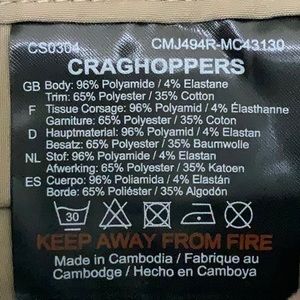 CS0304 CMJ494R-MC43130
CRAGHOPPERS
GB Body: 96% Polyamide / 4% Elastane
Trim: 65% Polyester / 35% Cotton
F Tissue Corsage: 96% Polyamid / 4% Élasthanne
Garniture: 65% Polyester / 35% Coton
D Hauptmaterial: 96% Polyamid / 4% Elastan
Besatz: 65% Polyester / 35% Baumwolle
NL Stof: 96% Polyamid / 4% Elastan
Afwerking: 65% Polyester / 35% Katoen
ES Cuerpo: 96% Poliamida / 4% Elastán
Borde: 65% Poliéster / 35% Algodón
30
KEEP AWAY FROM FIRE
Made in Cambodia / Fabrique au
Cambodge / Hecho en Camboya